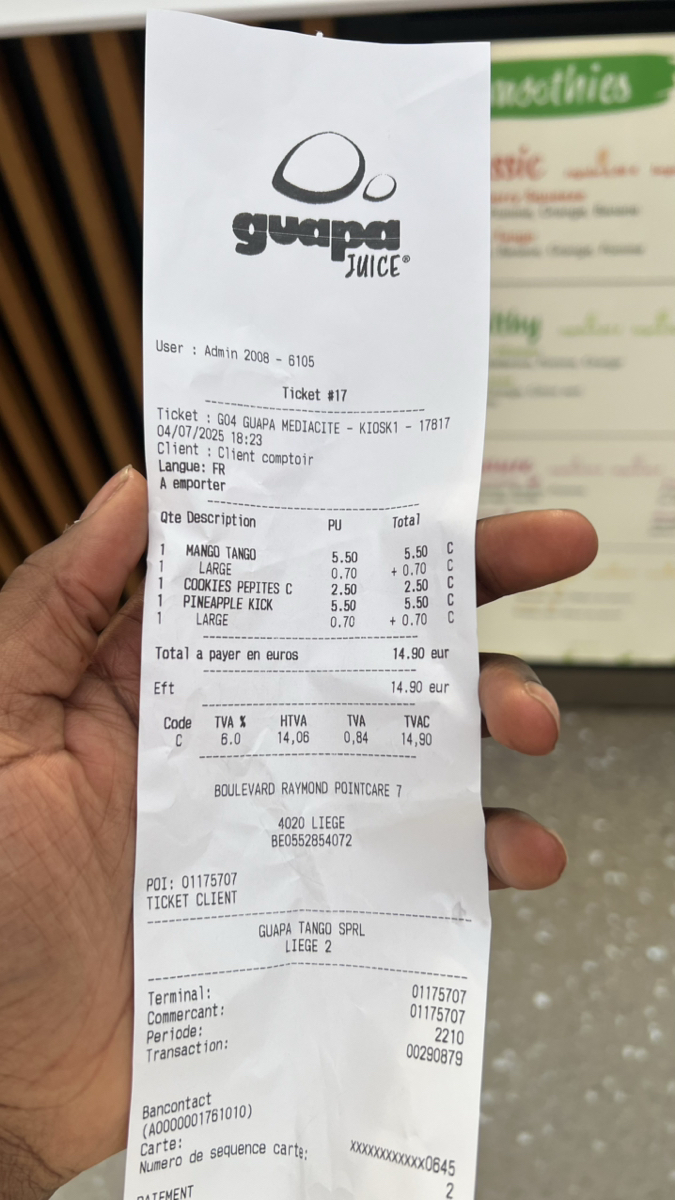 guapa
JUICE®
User : Admin 2008 - 6105
Ticket #17
Ticket : G04 GUAPA MEDIACITE - KIOSK1 - 17817
04/07/2025 18:23
Client : Client comptoir
Langue: FR
A emporter
Qte Description PU Total
1 MANGO TANGO 5.50 5.50 C
1 LARGE 0.70 + 0.70 C
1 COOKIES PEPITES C 2.50 2.50 C
1 PINEAPPLE KICK 5.50 5.50 C
1 LARGE 0.70 + 0.70 C
Total a payer en euros 14.90 eur
Eft 14.90 eur
Code TVA % HTVA TVA TVAC
C 6.0 14,06 0,84 14,90
BOULEVARD RAYMOND POINTCARE 7
4020 LIEGE
BE0552854072
POI: 01175707
TICKET CLIENT
GUAPA TANGO SPRL
LIEGE 2
Terminal: 01175707
Commercant: 01175707
Periode: 2210
Transaction: 00290879
Bancontact
(A0000001761010)
Carte: xxxxxxxxxxxx0645
Numero de sequence carte: 2
PAIEMENT
moothies
ssic